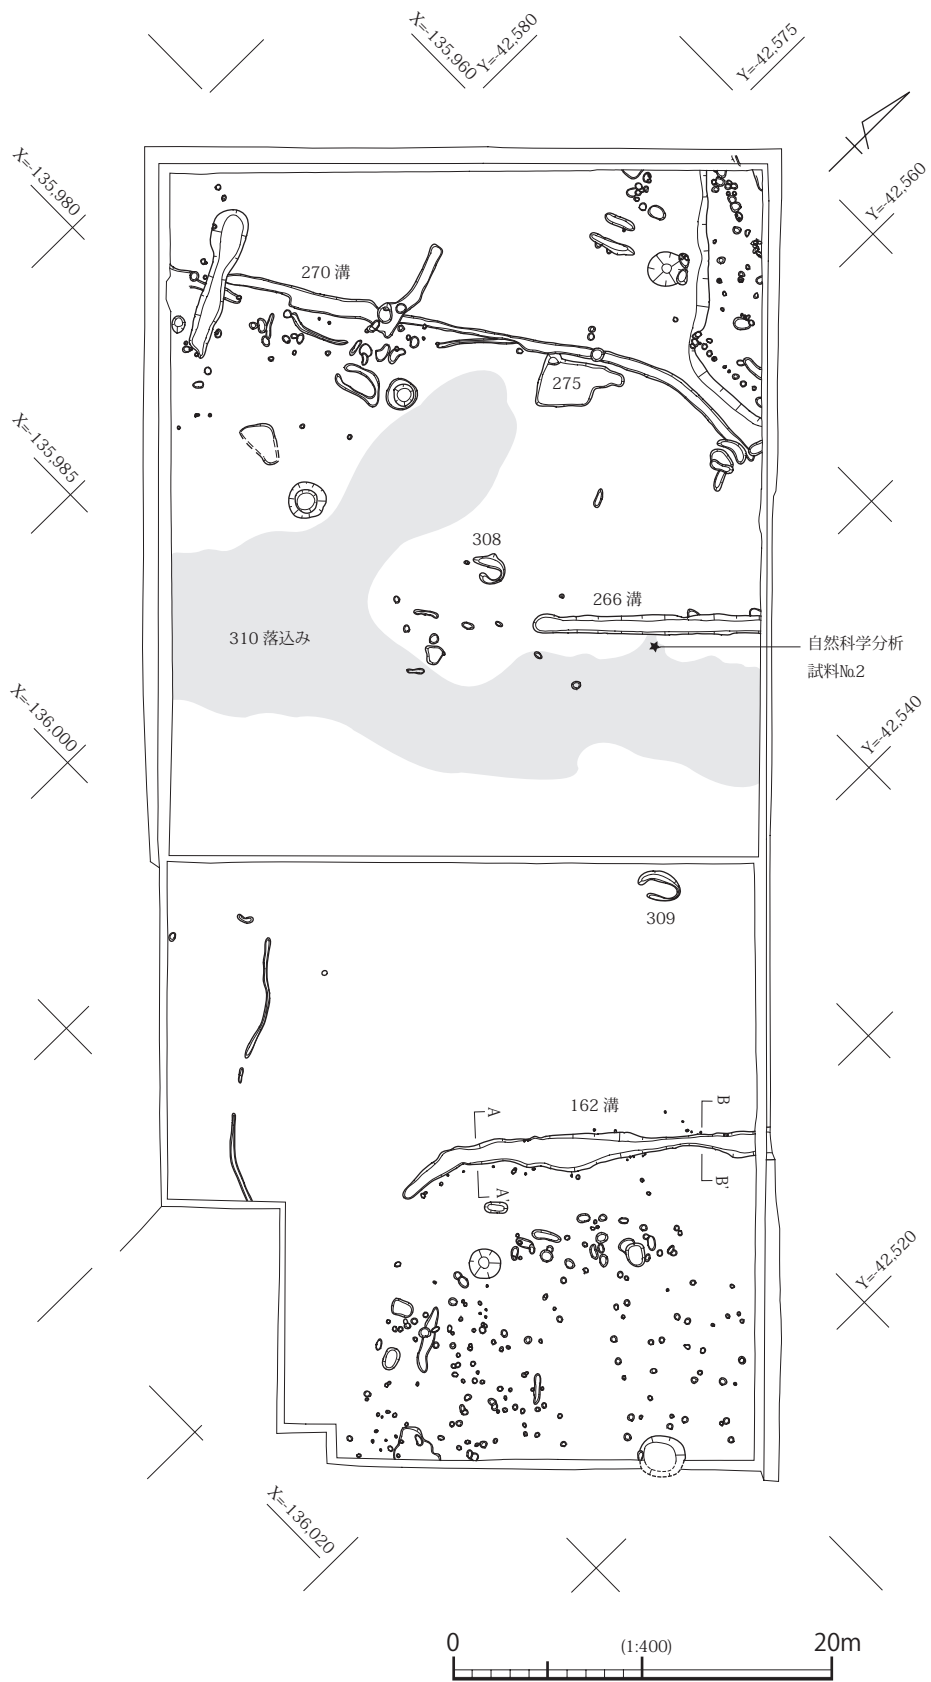 X=-135,960
Y=-42,580
Y=-42,575
X=-135,980
Y=-42,560
270 溝
275
X=-135,985
308
266 溝
310 落込み
自然科学分析
試料№2
X=-136,000
Y=-42,540
309
162 溝
A
B
A'
B'
Y=-42,520
X=-136,020
0
(1:400)
20m